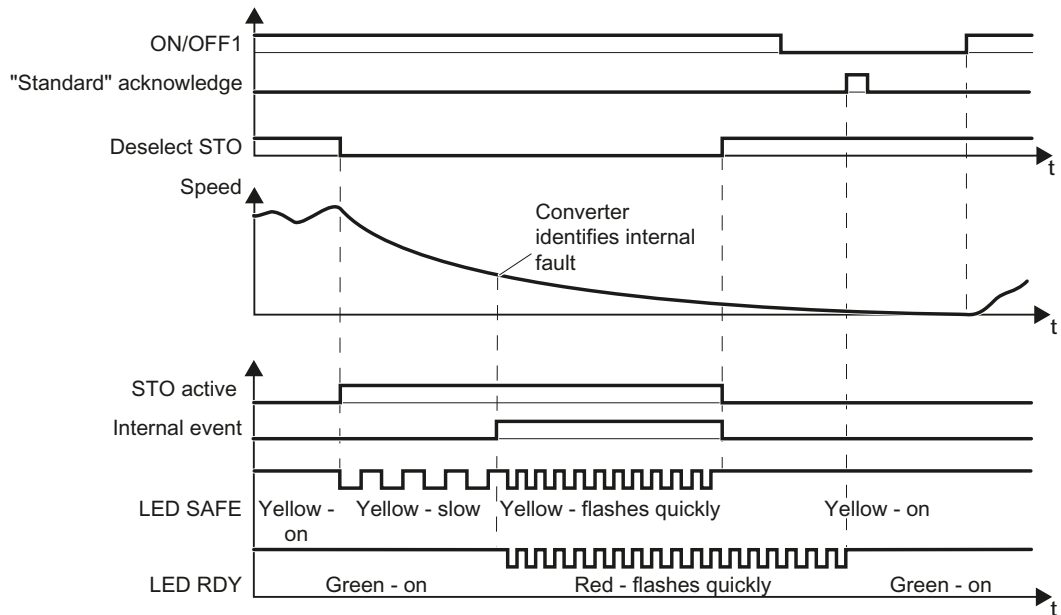 ON/OFF1
"Standard" acknowledge
Deselect STO
t
Speed
Converter
identifies internal
fault
t
STO active
Internal event
LED SAFE
Yellow -
on
Yellow - slow
Yellow - flashes quickly
Yellow - on
LED RDY
Green - on
Red - flashes quickly
Green - on
t